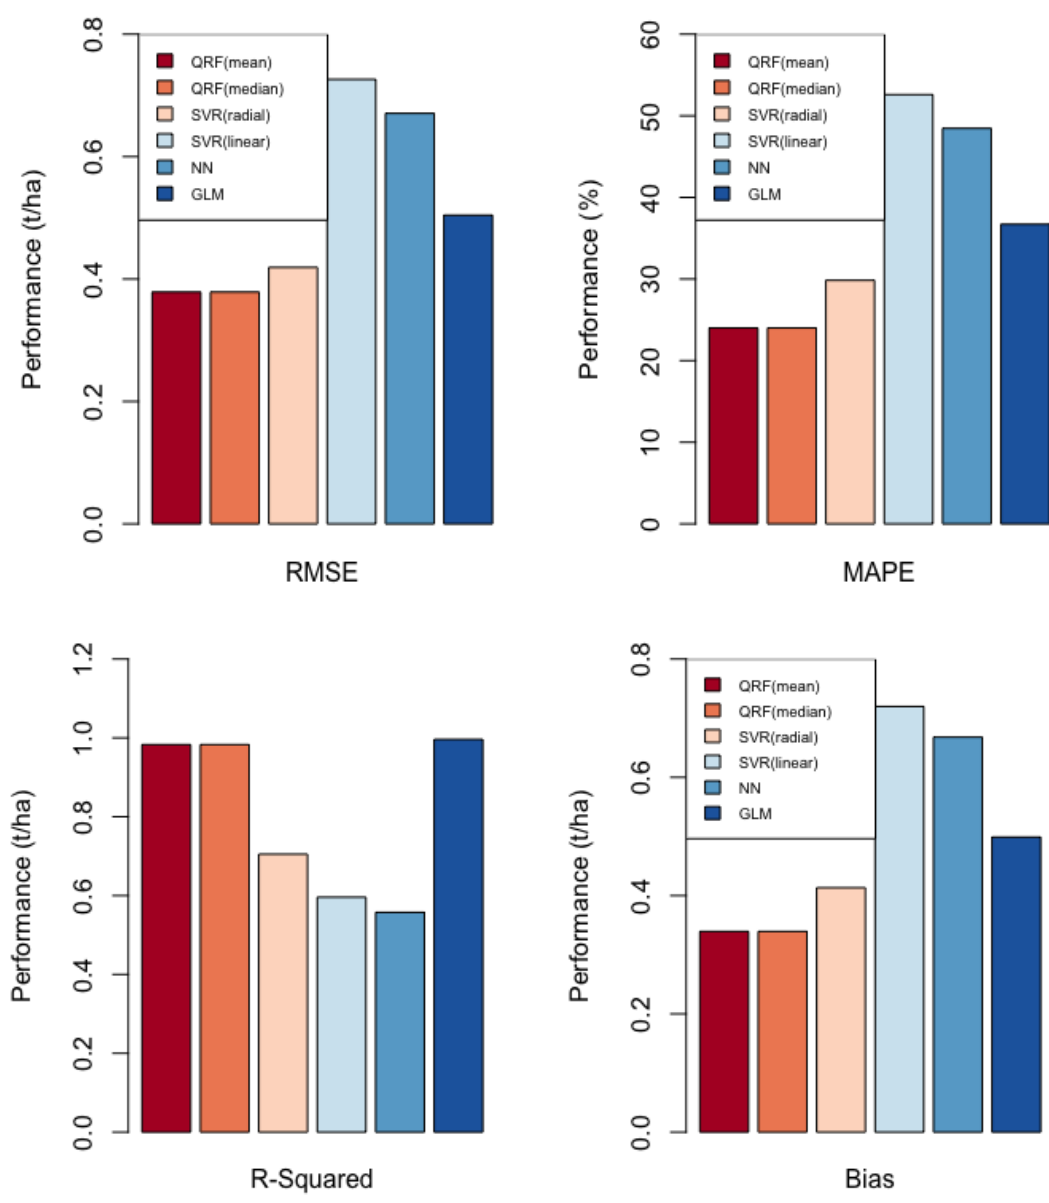 Performance (t/ha)
0.8
0.6
0.4
0.2
0.0
QRF(mean)
QRF(median)
SVR(radial)
SVR(linear)
NN
GLM
RMSE
Performance (%)
60
50
40
30
20
10
0
QRF(mean)
QRF(median)
SVR(radial)
SVR(linear)
NN
GLM
MAPE
Performance (t/ha)
1.2
1.0
0.8
0.6
0.4
0.2
0.0
R-Squared
Performance (t/ha)
0.8
0.6
0.4
0.2
0.0
QRF(mean)
QRF(median)
SVR(radial)
SVR(linear)
NN
GLM
Bias